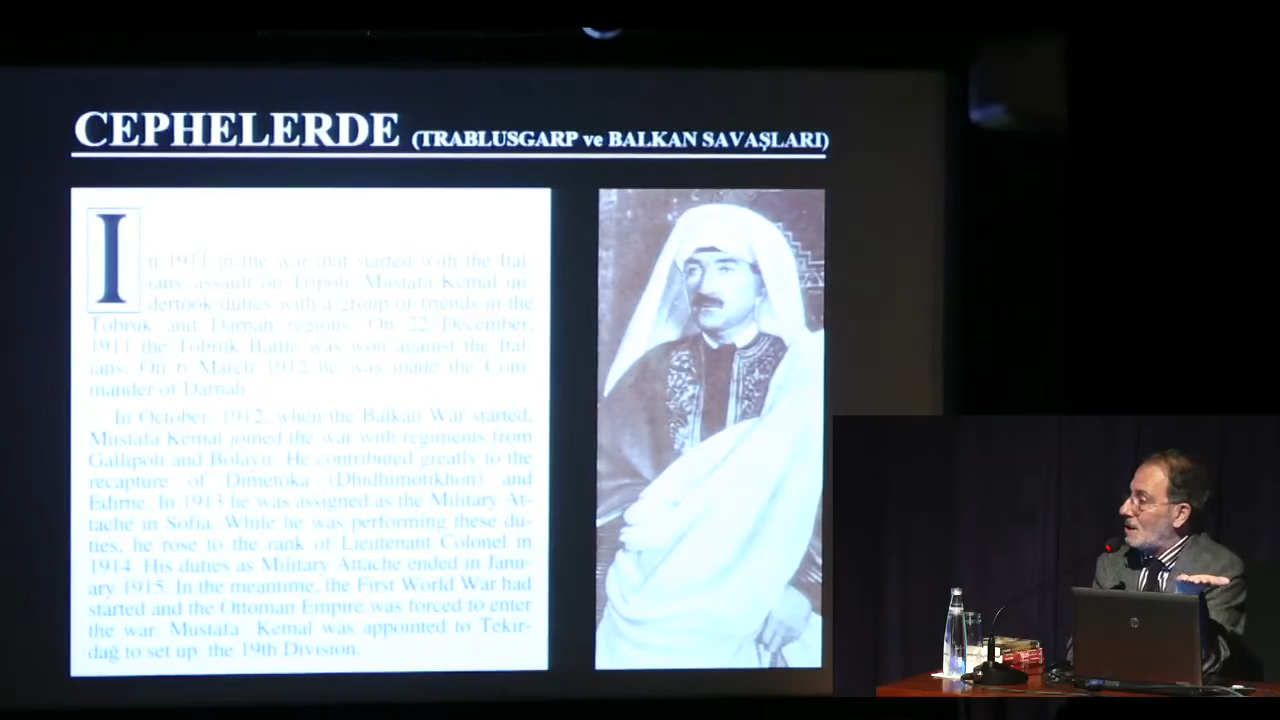 CEPHELERDE (TRABLUSGARP ve BALKAN SAVAŞLARI)
In 1911 in the war that started with the Ital-
ians' assault on Tripoli, Mustafa Kemal un-
dertook duties with a group of friends in the
Tobruk and Darnah regions. On 22 December,
1911 the Tobruk Battle was won against the Ital-
ians. On 6 March 1912 he was made the Com-
mander of Darnah.
In October, 1912, when the Balkan War started,
Mustafa Kemal joined the war with regiments from
Gallipoli and Bolayır. He contributed greatly to the
recapture of Dimetoka (Dhidhimotikhon) and
Edirne. In 1913 he was assigned as the Military At-
taché in Sofia. While he was performing these du-
ties, he rose to the rank of Lieutenant Colonel in
1914. His duties as Military Attache ended in Janu-
ary 1915. In the meantime, the First World War had
started and the Ottoman Empire was forced to enter
the war. Mustafa Kemal was appointed to Tekir-
dağ to set up the 19th Division.